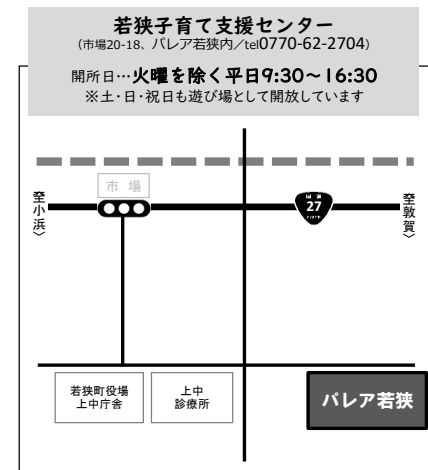 若狭子育て支援センター
(市場20-18、パレア若狭内／tel0770-62-2704)
開所日…火曜を除く平日9:30～16:30
※土・日・祝日も遊び場として開放しています
市 場
至小浜〉
27
至敦賀〉
若狭町役場
上中庁舎
上中
診療所
パレア若狭